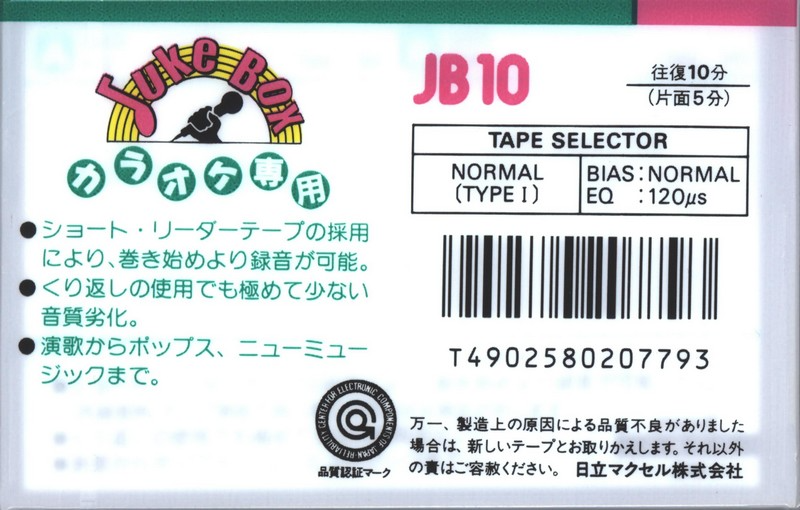 Juke Box
カラオケ専用
●ショート・リーダーテープの採用
により、巻き始めより録音が可能。
●くり返しの使用でも極めて少ない
音質劣化。
●演歌からポップス、ニューミュー
ジックまで。
JB10
往復10分
(片面5分)
TAPE SELECTOR
NORMAL
(TYPE I)
BIAS:NORMAL
EQ :120μs
T4902580207793
RELIABILITY CENTER FOR ELECTRONIC COMPONENTS OF JAPAN
品質認証マーク
万一、製造上の原因による品質不良がありました
場合は、新しいテープとお取りかえします。それ以外
の責はご容赦ください。 日立マクセル株式会社